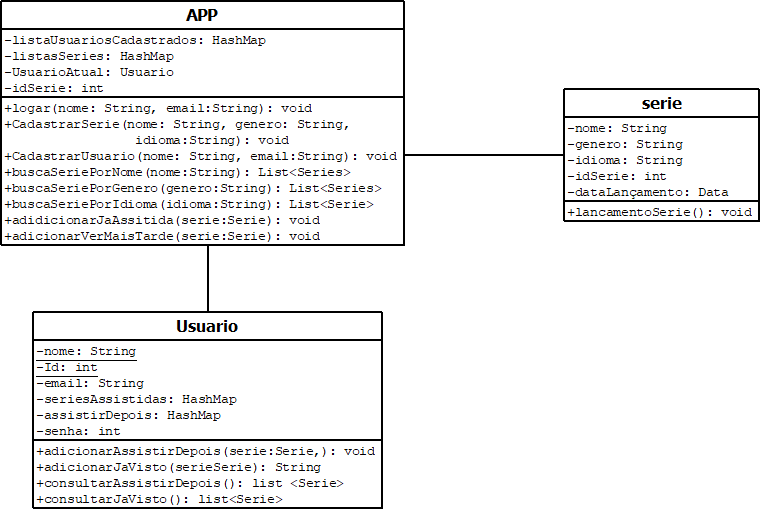 APP
-listaUsuariosCadastrados: HashMap
-listasSeries: HashMap
-UsuarioAtual: Usuario
-idSerie: int
+logar(nome: String, email:String): void
+CadastrarSerie(nome: String, genero: String,
idioma:String): void
+CadastrarUsuario(nome: String, email:String): void
+buscaSeriePorNome(nome:String): List<Series>
+buscaSeriePorGenero(genero:String): List<Series>
+buscaSeriePorIdioma(idioma:String): List<Serie>
+adidicionarJaAssitida(serie:Serie): void
+adicionarVerMaisTarde(serie:Serie): void
serie
-nome: String
-genero: String
-idioma: String
-idSerie: int
-dataLançamento: Data
+lancamentoSerie(): void
Usuario
-nome: String
-Id: int
-email: String
-seriesAssistidas: HashMap
-assistirDepois: HashMap
-senha: int
+adicionarAssistirDepois(serie:Serie,): void
+adicionarJaVisto(serieSerie): String
+consultarAssistirDepois(): list <Serie>
+consultarJaVisto(): list<Serie>